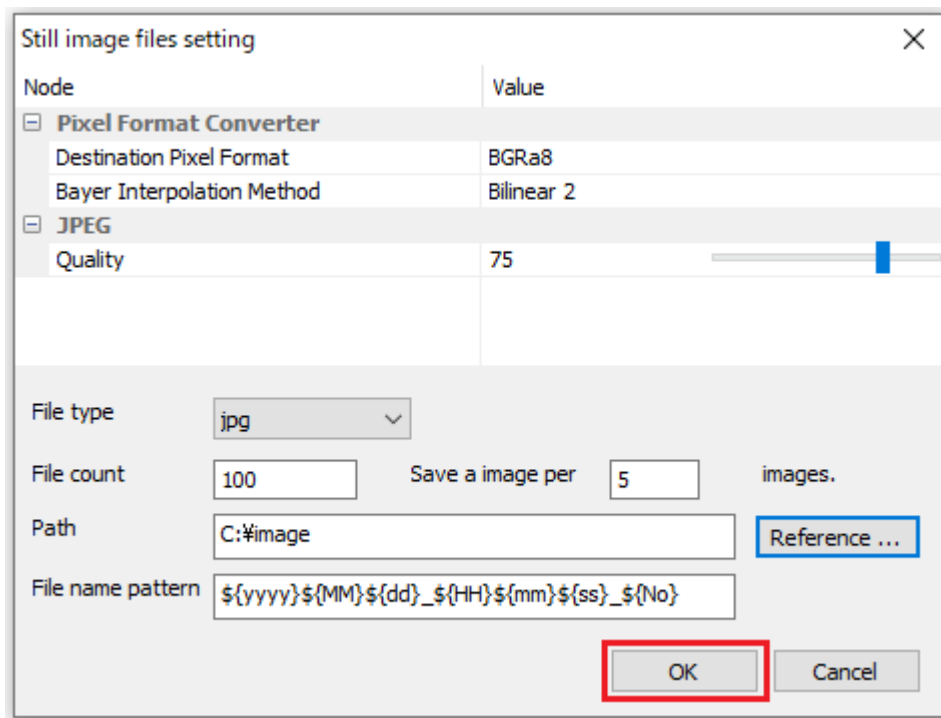 Still image files setting
Node Value
Pixel Format Converter
Destination Pixel Format BGRa8
Bayer Interpolation Method Bilinear 2
JPEG
Quality 75
File type jpg
File count 100 Save a image per 5 images.
Path C:¥image Reference ...
File name pattern ${yyyy}${MM}${dd}_${HH}${mm}${ss}_${No}
OK Cancel